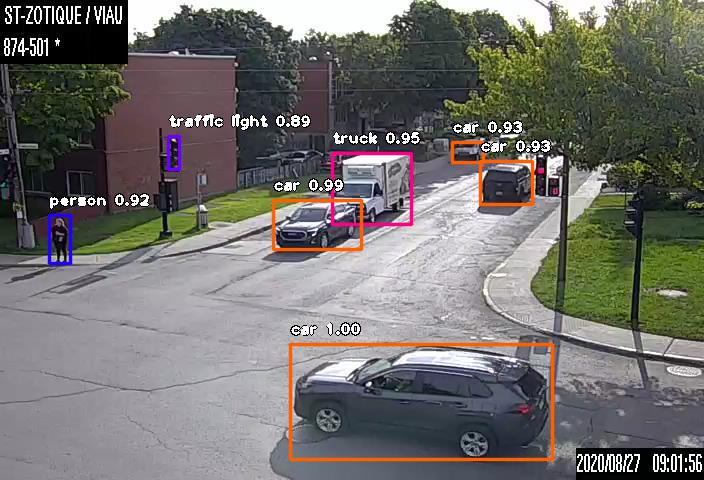 ST-ZOTIQUE / VIAU
874-501 *
traffic light 0.89
truck 0.95
car 0.93
car 0.93
car 0.99
person 0.92
car 1.00
2020/08/27 09:01:56